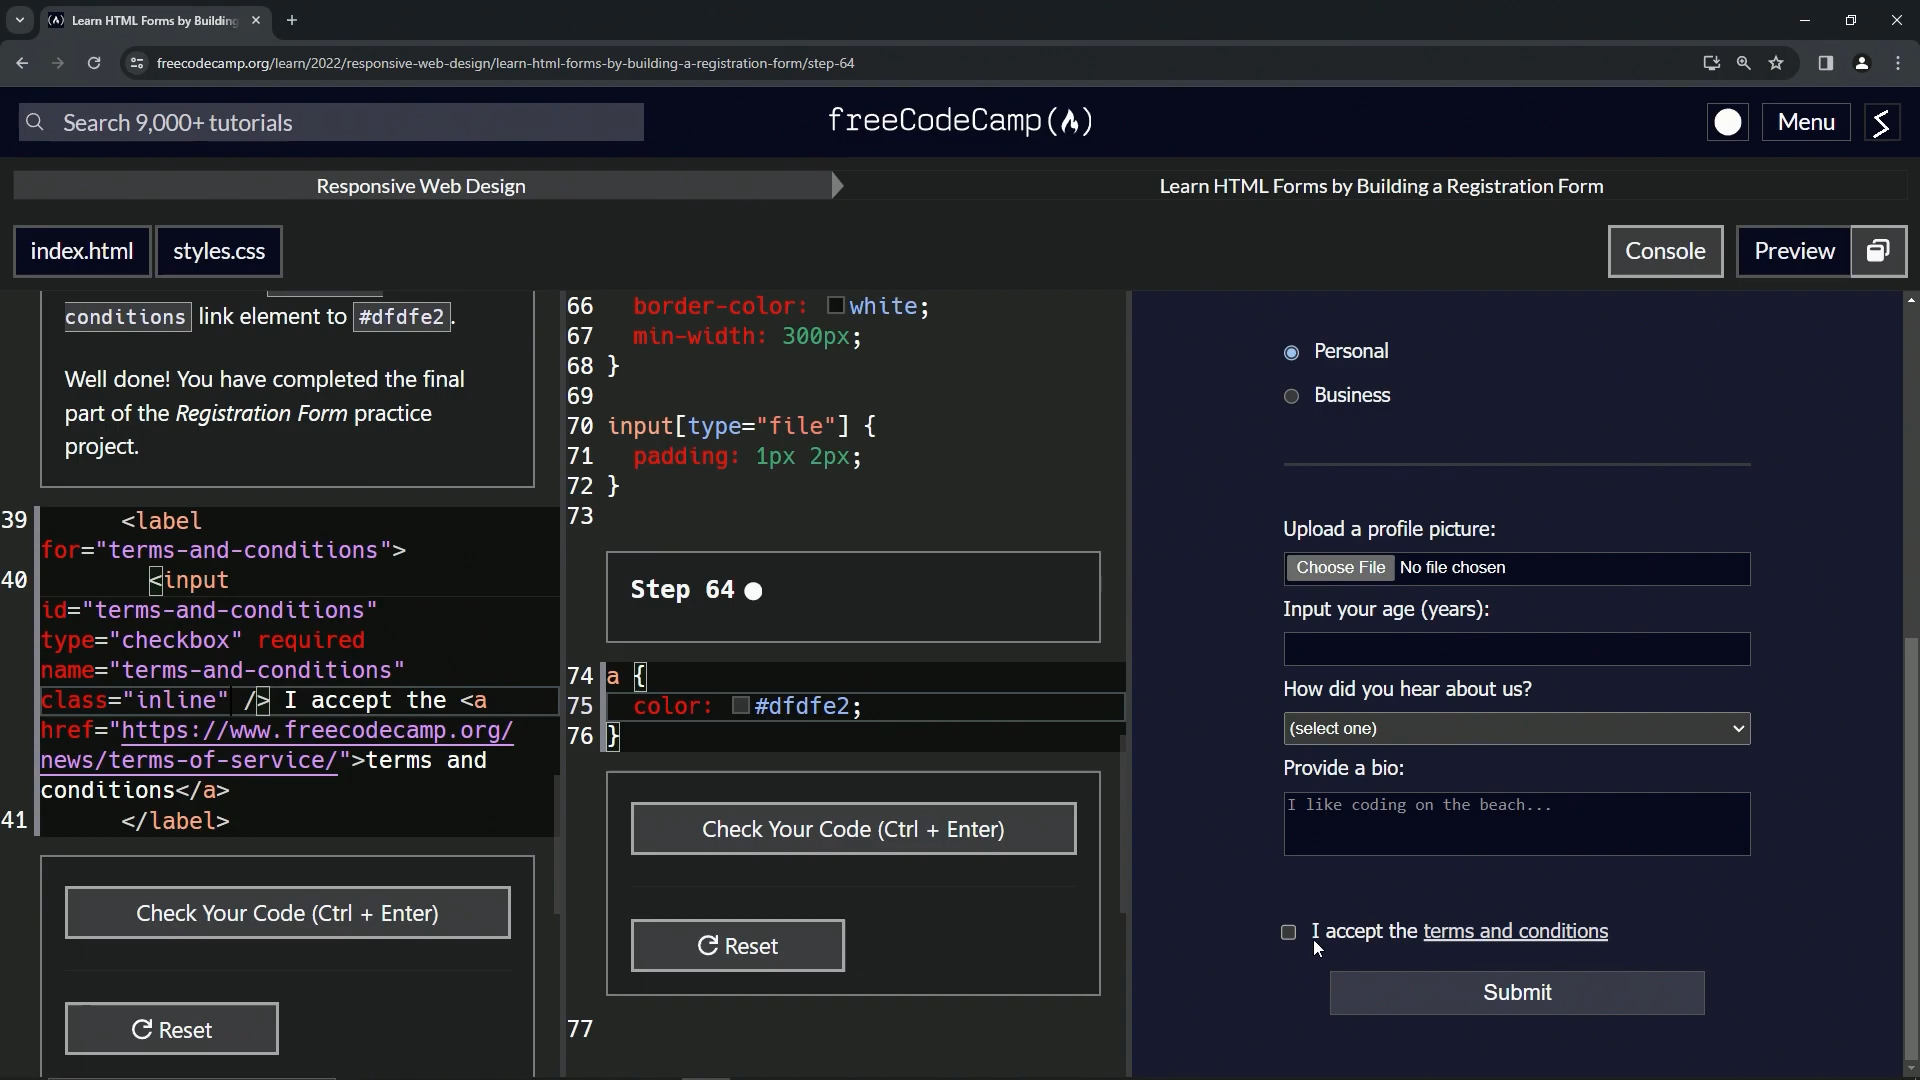 Learn HTML Forms by Building
freecodecamp.org/learn/2022/responsive-web-design/learn-html-forms-by-building-a-registration-form/step-64
Search 9,000+ tutorials
freeCodeCamp(🔥)
Menu
Responsive Web Design
Learn HTML Forms by Building a Registration Form
index.html
styles.css
Console
Preview
conditions link element to #dfdfe2.
Well done! You have completed the final
part of the Registration Form practice
project.
39 <label
for="terms-and-conditions">
40 <input
id="terms-and-conditions"
type="checkbox" required
name="terms-and-conditions"
class="inline" /> I accept the <a
href="https://www.freecodecamp.org/
news/terms-of-service/">terms and
conditions</a>
41 </label>
Check Your Code (Ctrl + Enter)
Reset
66 border-color: white;
67 min-width: 300px;
68 }
69
70 input[type="file"] {
71 padding: 1px 2px;
72 }
73
Step 64
74 a {
75 color: #dfdfe2;
76 }
Check Your Code (Ctrl + Enter)
Reset
77
Personal
Business
Upload a profile picture:
Choose File No file chosen
Input your age (years):
How did you hear about us?
(select one)
Provide a bio:
I like coding on the beach...
I accept the terms and conditions
Submit